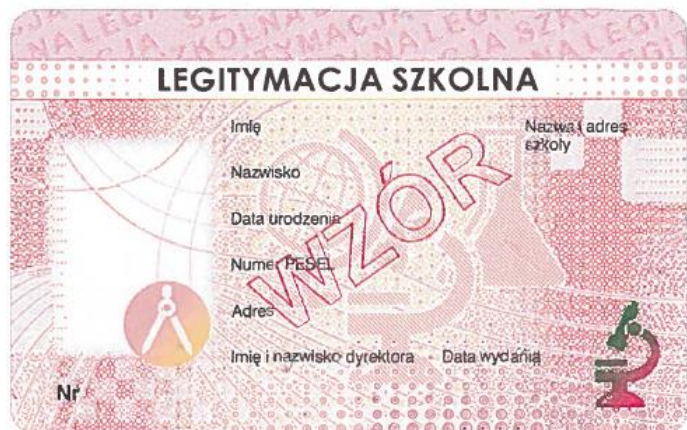 LEGITYMACJA SZKOLNA
Imię
Nazwa i adres
szkoły
Nazwisko
Data urodzenia
Numer PESEL
Adres
Imię i nazwisko dyrektora
Data wydania
Nr
WZÓR